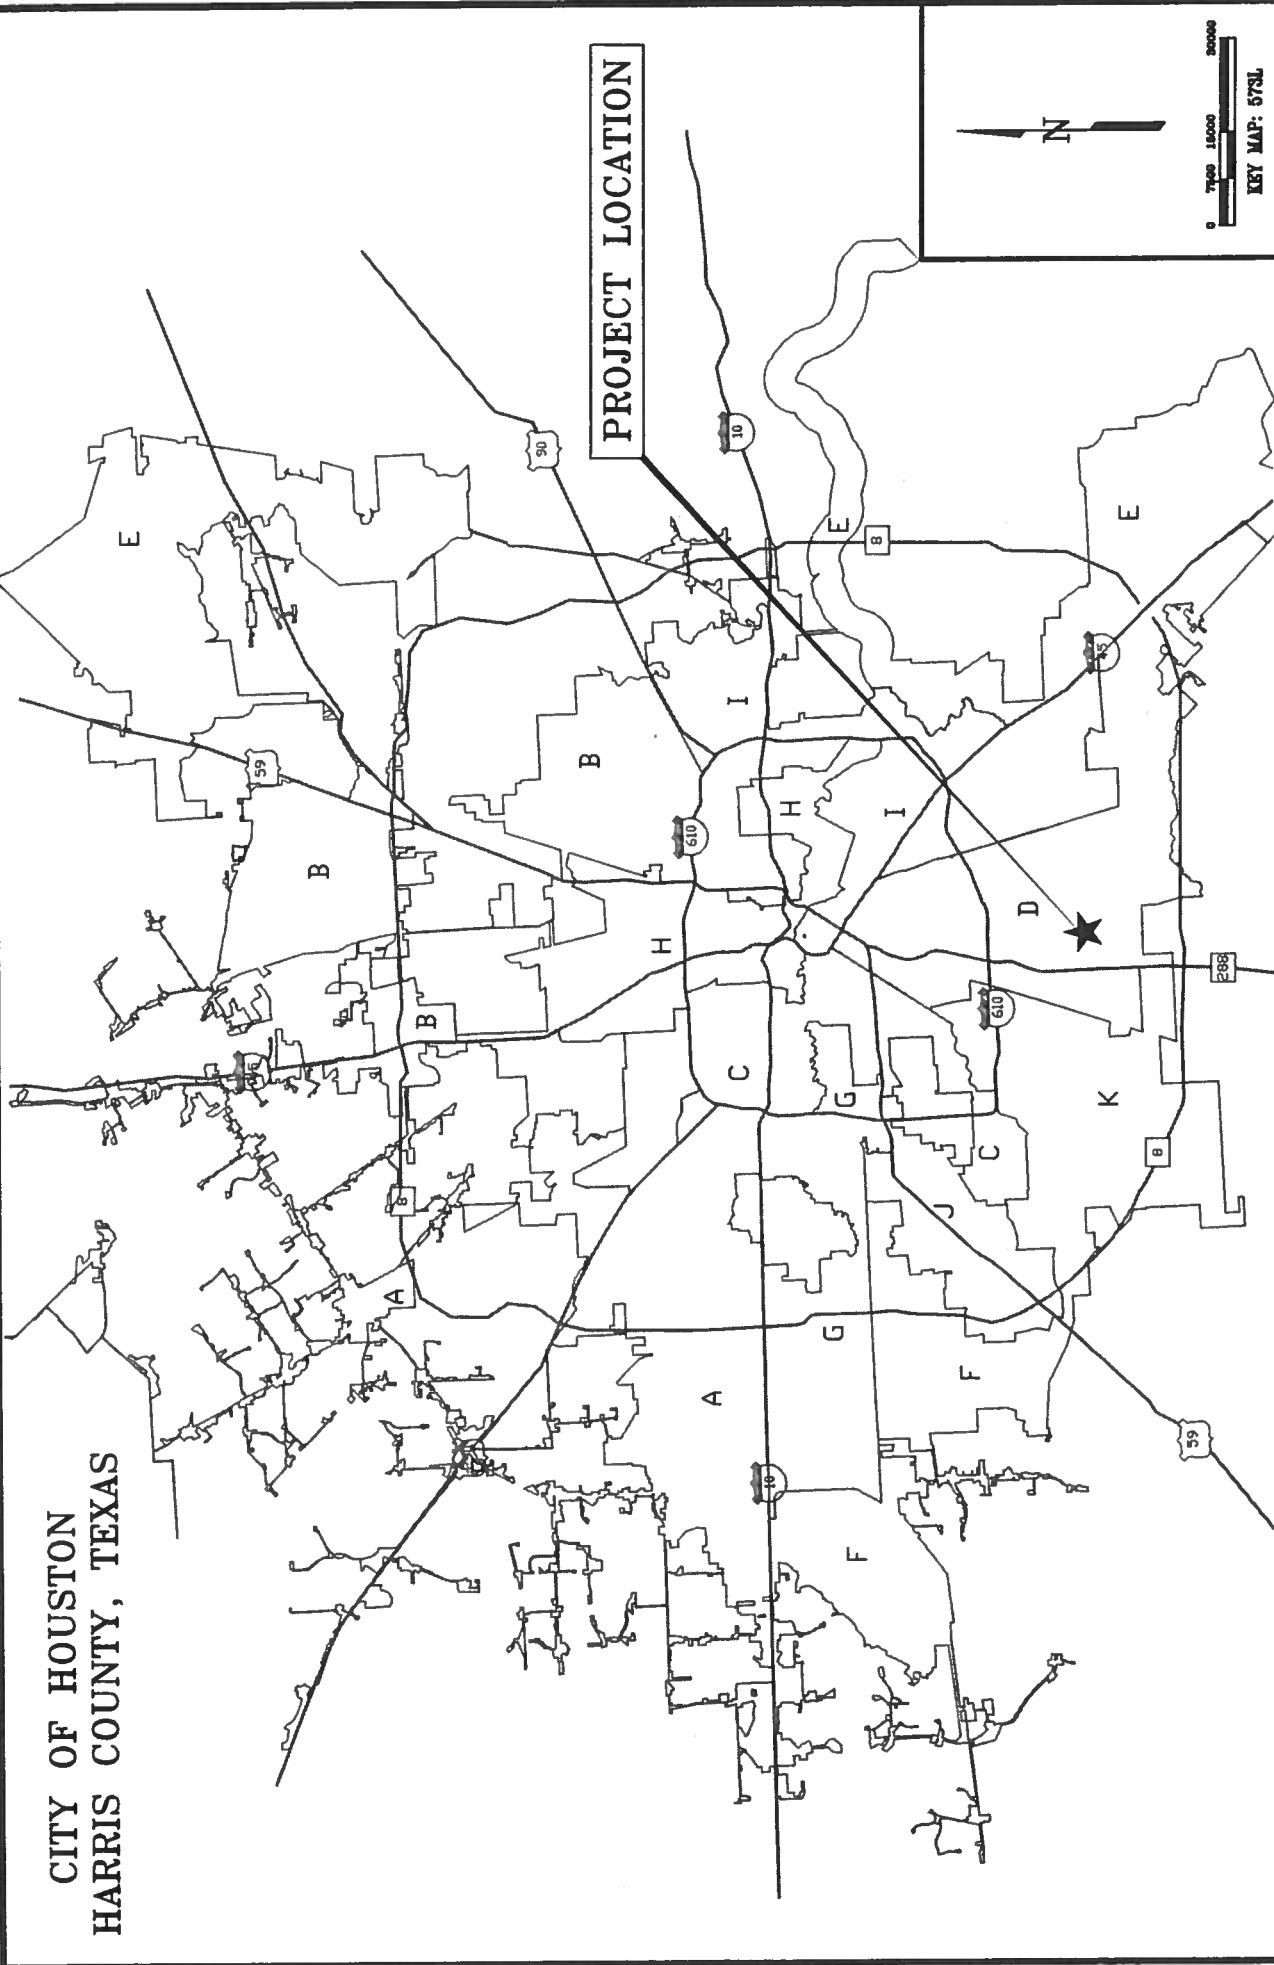 CITY OF HOUSTON
HARRIS COUNTY, TEXAS
PROJECT LOCATION
N
0 7500 15000 30000
KEY MAP: 573L
E
59
90
B
B
B
A
H
610
10
E
8
I
H
I
C
G
A
10
G
8
45
E
D
610
288
C
K
8
J
F
F
59